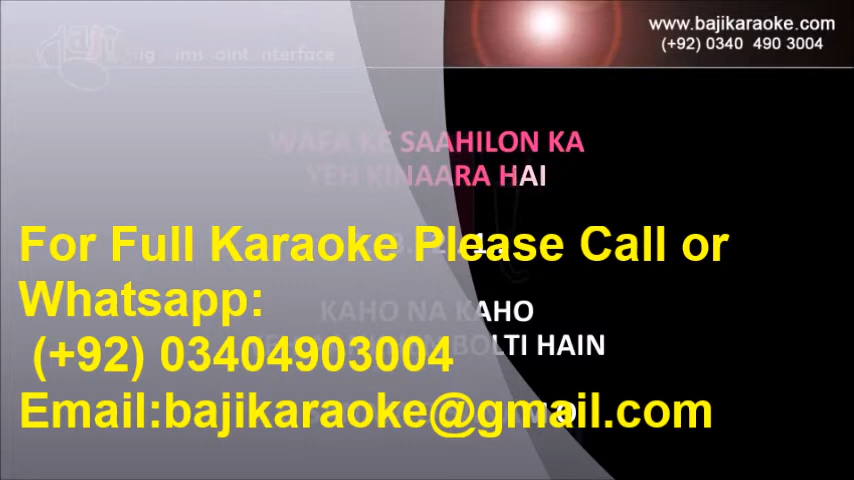 www.bajikaraoke.com
(+92) 0340 490 3004
WAFA KE SAAHILON KA
YEH KINAARA HAI
For Full Karaoke Please Call or
Whatsapp:
KAHO NA KAHO
BOLTI HAIN
(+92) 03404903004
Email:bajikaraoke@gmail.com